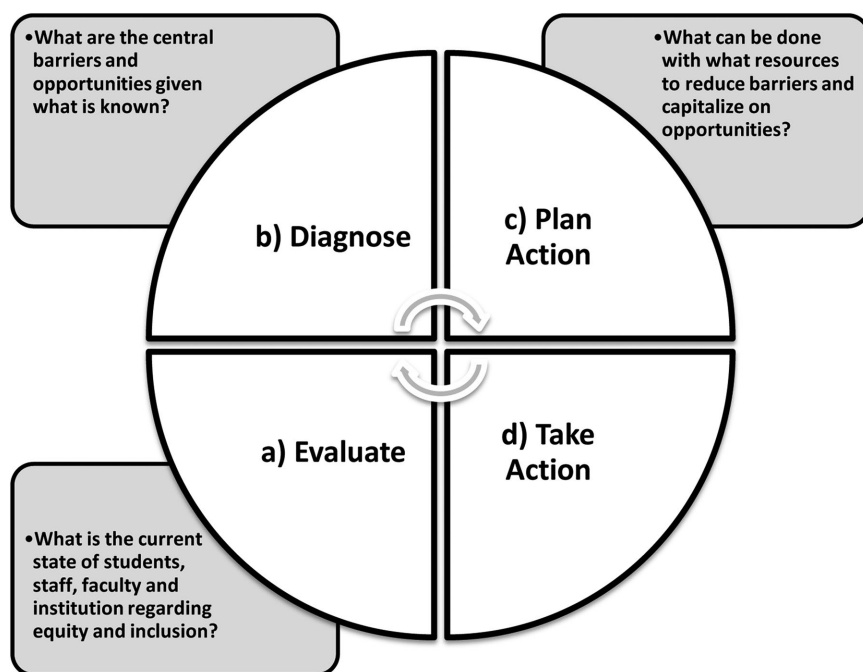 •What are the central
barriers and
opportunities given
what is known?
•What can be done
with what resources
to reduce barriers and
capitalize on
opportunities?
b) Diagnose
c) Plan
Action
a) Evaluate
d) Take
Action
•What is the current
state of students,
staff, faculty and
institution regarding
equity and inclusion?